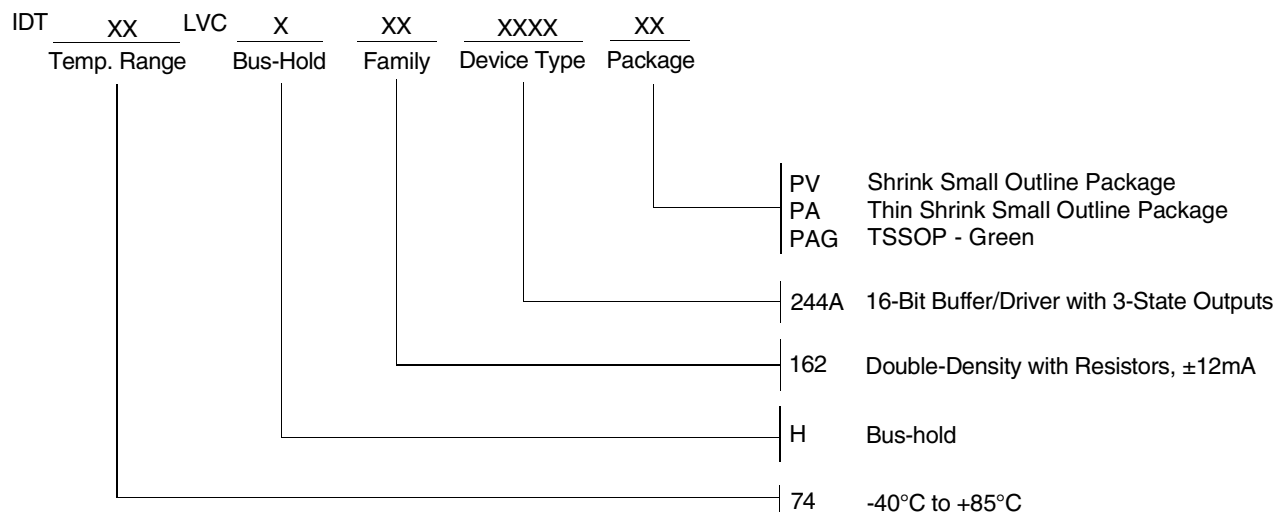 IDT XX LVC X XX XXXX XX
Temp. Range Bus-Hold Family Device Type Package
PV Shrink Small Outline Package
PA Thin Shrink Small Outline Package
PAG TSSOP - Green
244A 16-Bit Buffer/Driver with 3-State Outputs
162 Double-Density with Resistors, ±12mA
H Bus-hold
74 -40°C to +85°C